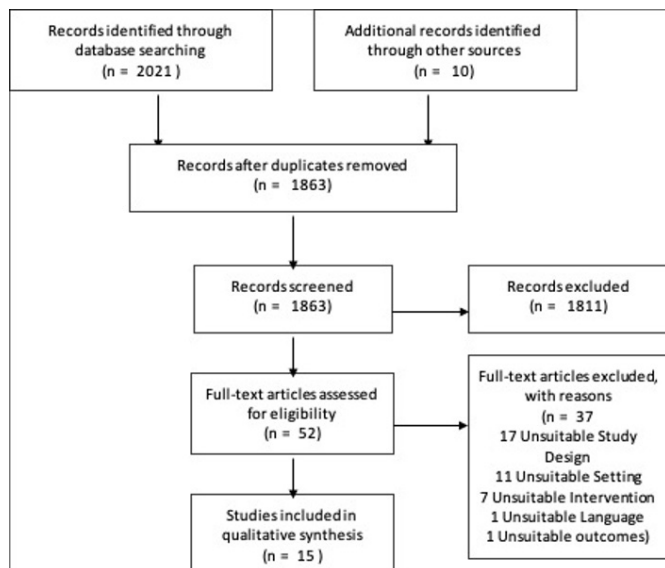 Records identified through
database searching
(n = 2021 )
Additional records identified
through other sources
(n = 10)
Records after duplicates removed
(n = 1863)
Records screened
(n = 1863)
Records excluded
(n = 1811)
Full-text articles assessed
for eligibility
(n = 52)
Full-text articles excluded,
with reasons
(n = 37
17 Unsuitable Study
Design
11 Unsuitable Setting
7 Unsuitable Intervention
1 Unsuitable Language
1 Unsuitable outcomes)
Studies included in
qualitative synthesis
(n = 15)